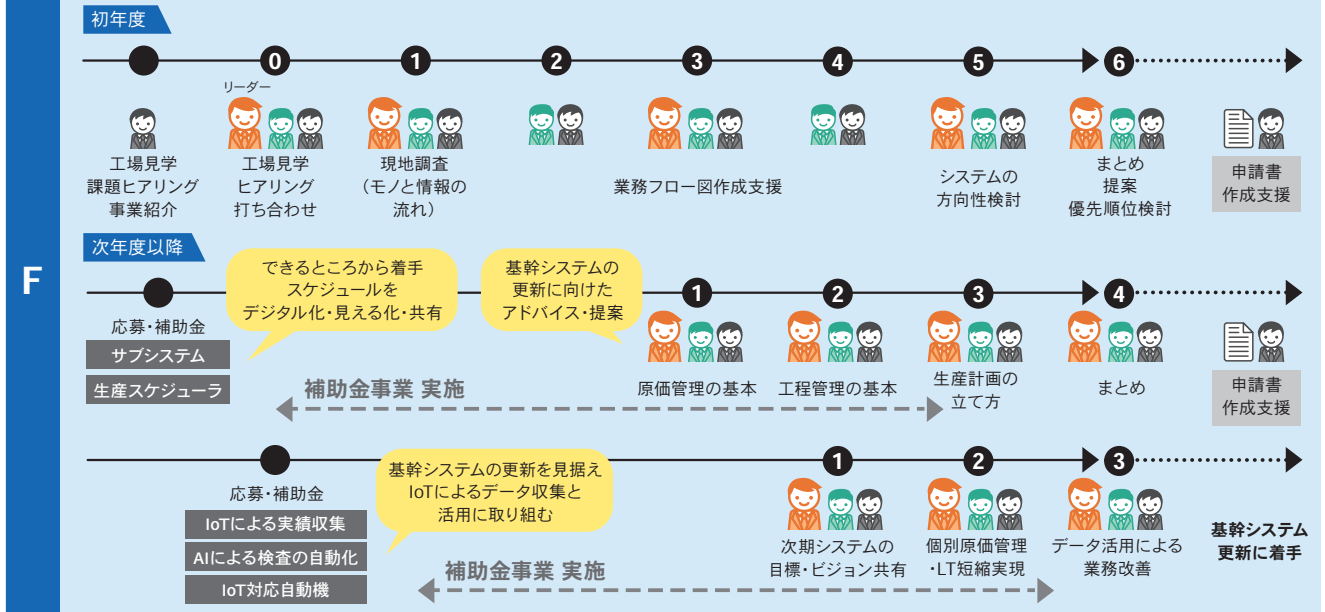 F
初年度
0
1
2
3
4
5
6
リーダー
工場見学
課題ヒアリング
事業紹介
工場見学
ヒアリング
打ち合わせ
現地調査
（モノと情報の
流れ）
業務フロー図作成支援
システムの
方向性検討
まとめ
提案
優先順位検討
申請書
作成支援
次年度以降
できるところから着手
スケジュールを
デジタル化・見える化・共有
基幹システムの
更新に向けた
アドバイス・提案
1
2
3
4
応募・補助金
サブシステム
生産スケジューラ
補助金事業 実施
原価管理の基本
工程管理の基本
生産計画の
立て方
まとめ
申請書
作成支援
1
2
3
応募・補助金
IoTによる実績収集
AIによる検査の自動化
IoT対応自動機
基幹システムの更新を見据え
IoTによるデータ収集と
活用に取り組む
補助金事業 実施
次期システムの
目標・ビジョン共有
個別原価管理
・LT短縮実現
データ活用による
業務改善
基幹システム
更新に着手